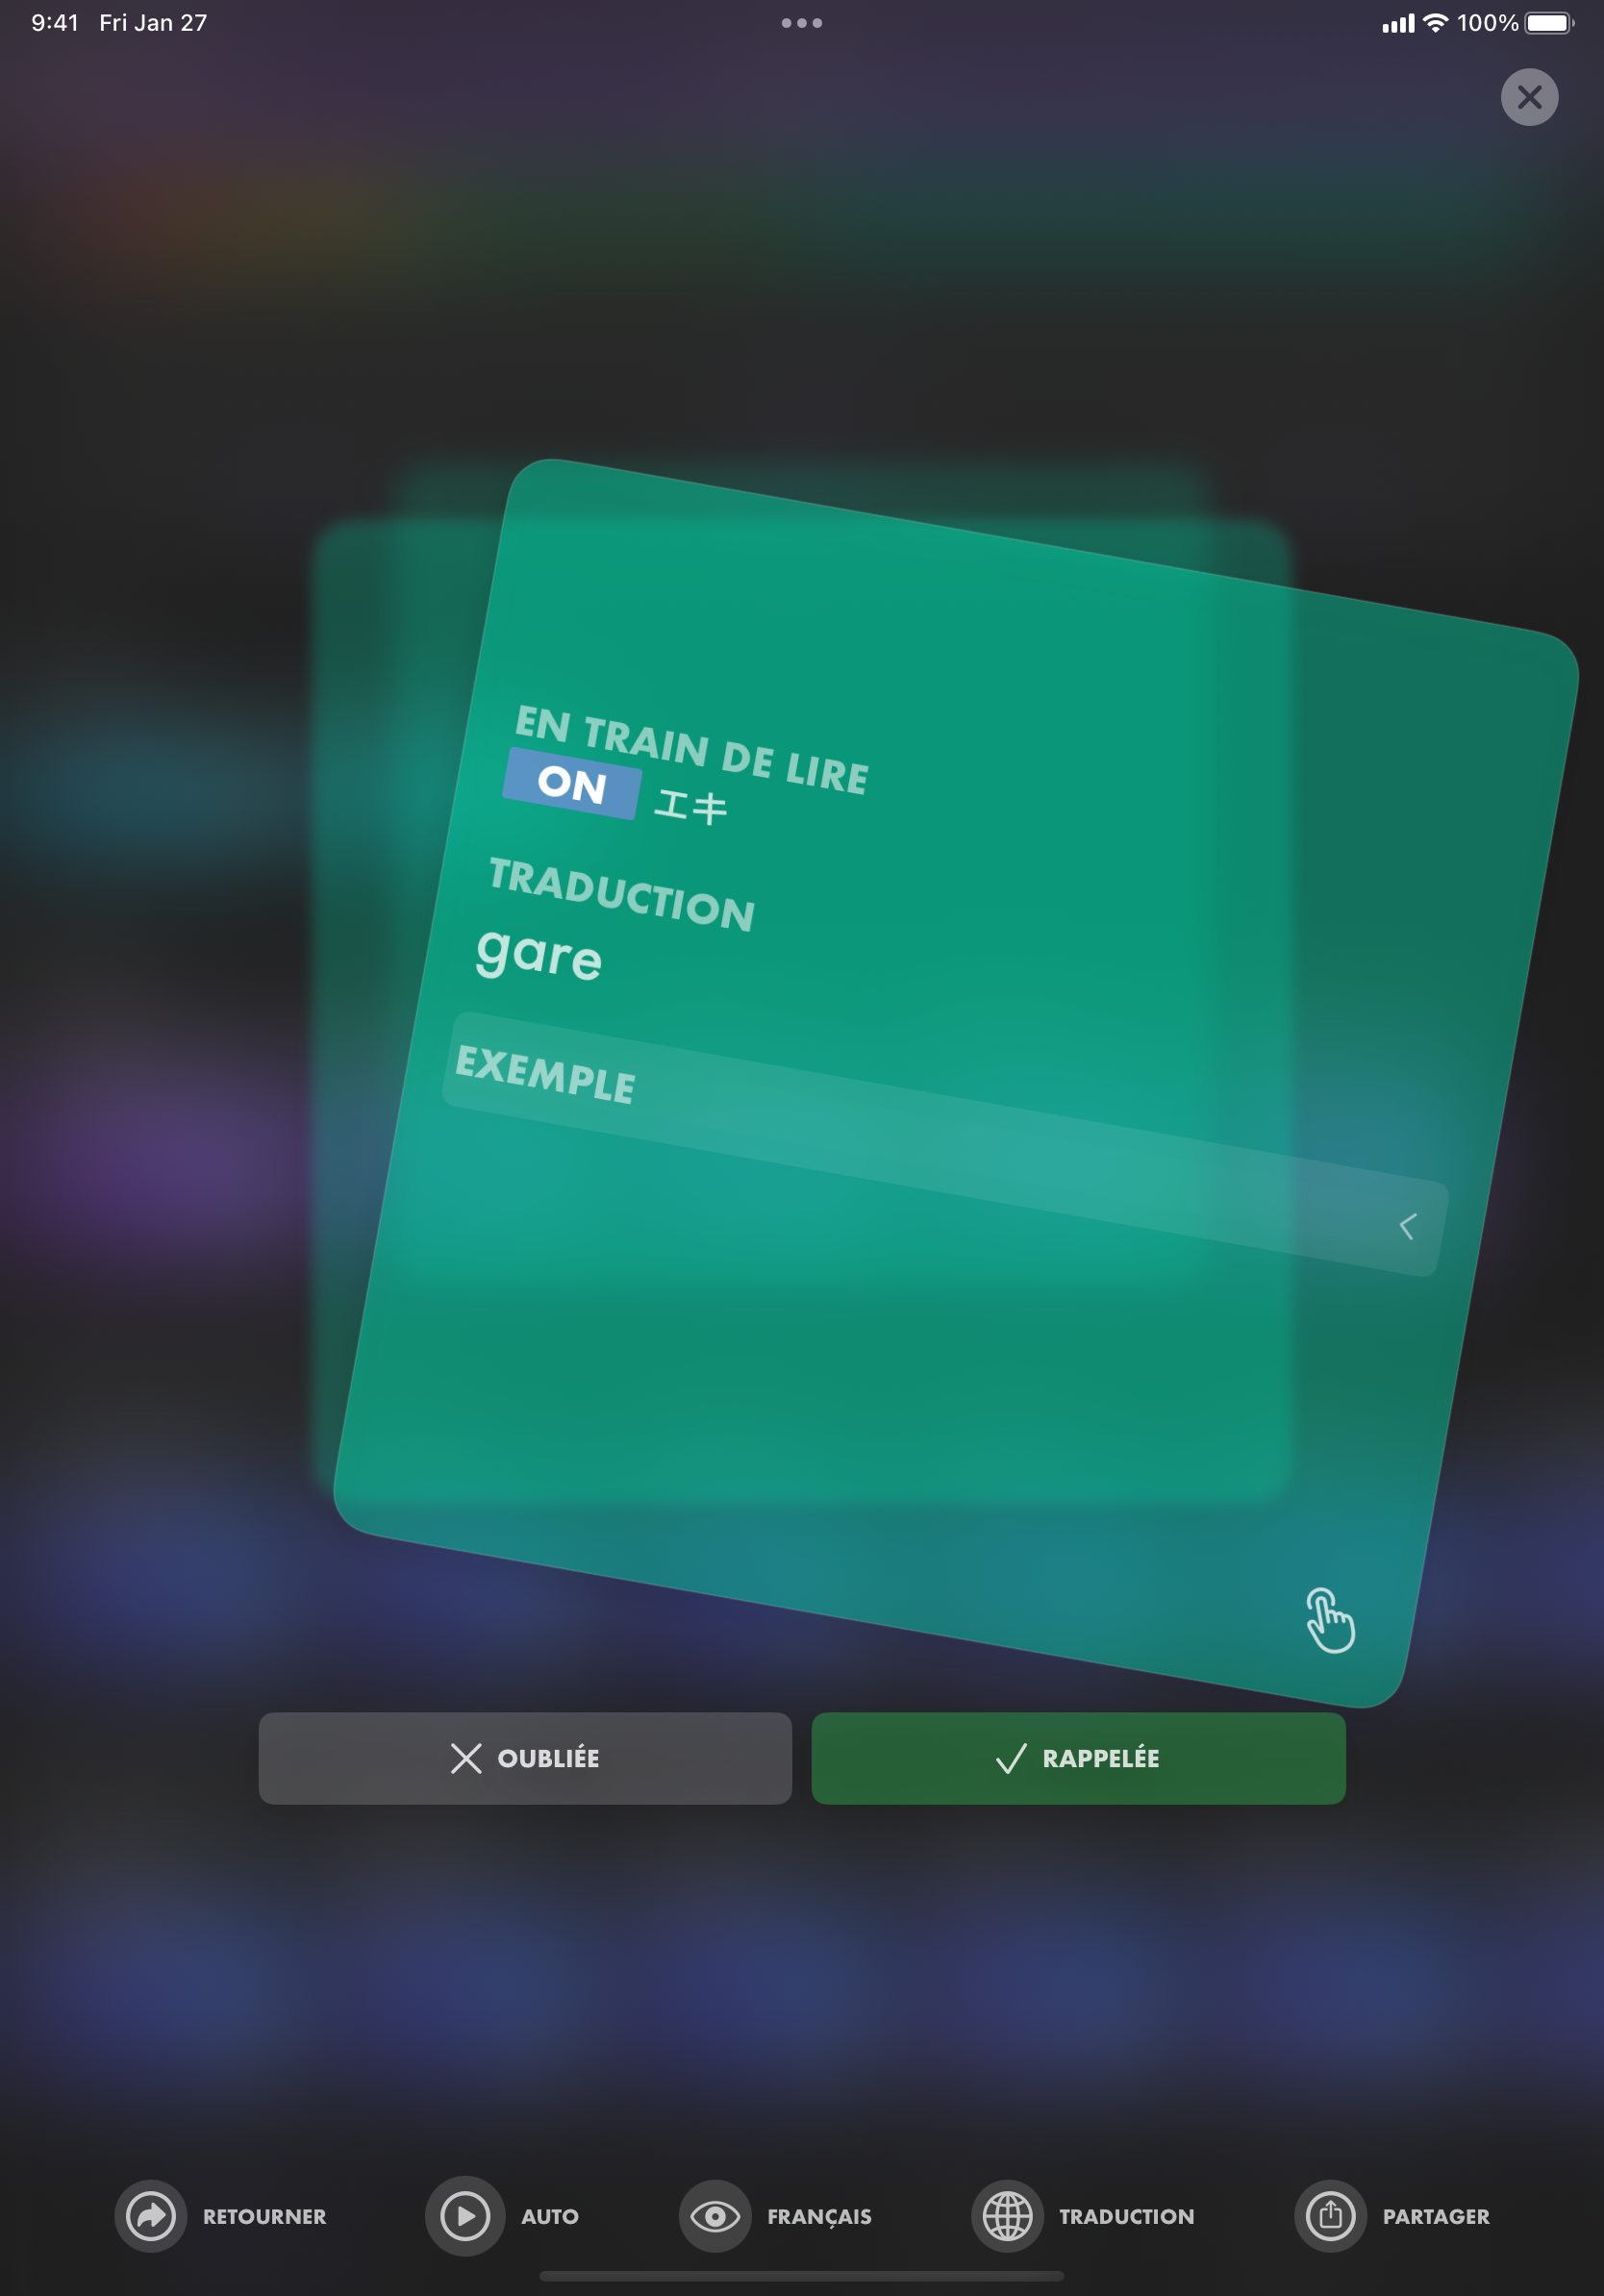 9:41 Fri Jan 27
100%
EN TRAIN DE LIRE
ON エキ
TRADUCTION
gare
EXEMPLE
OUBLIÉE
RAPPELÉE
RETOURNER
AUTO
FRANÇAIS
TRADUCTION
PARTAGER